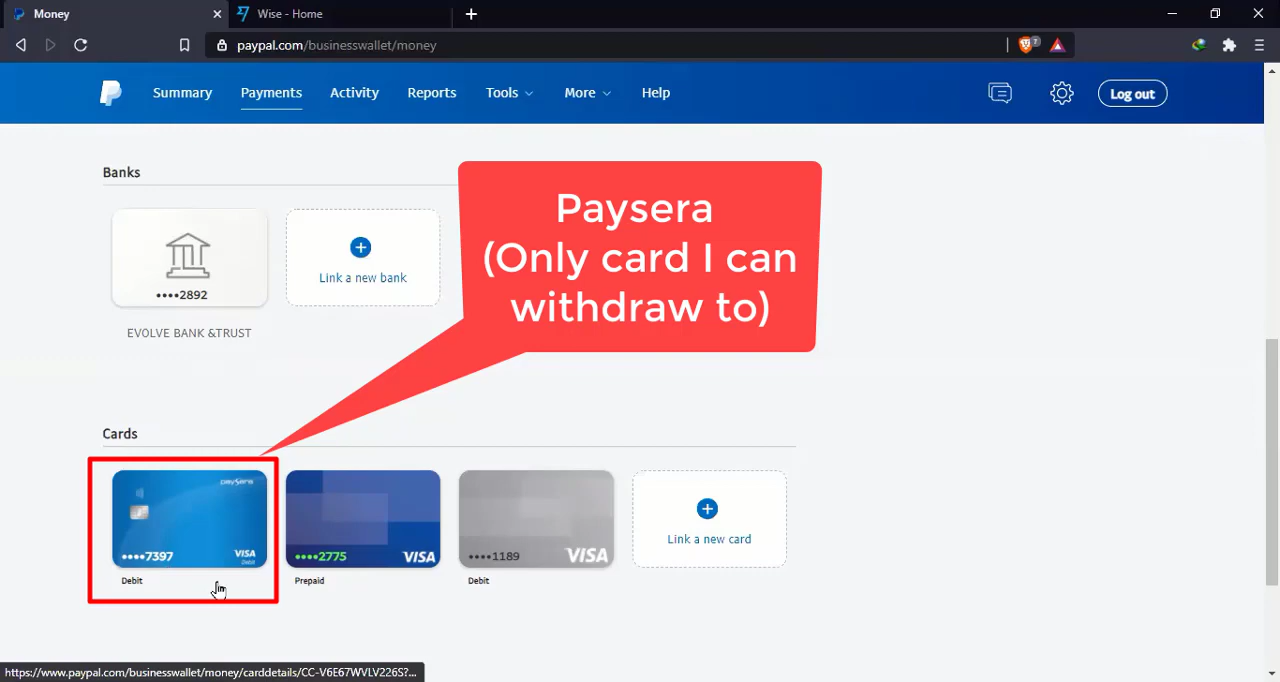 Money
Wise - Home
paypal.com/businesswallet/money
7
Summary
Payments
Activity
Reports
Tools
More
Help
Log out
Banks
Paysera
(Only card I can
withdraw to)
Link a new bank
••••2892
EVOLVE BANK &TRUST
Cards
paysera
••••7397
VISA
Debit
••••2775
VISA
••••1189
VISA
Link a new card
Debit
Prepaid
Debit
https://www.paypal.com/businesswallet/money/carddetails/CC-V6E67WVLV226S?...